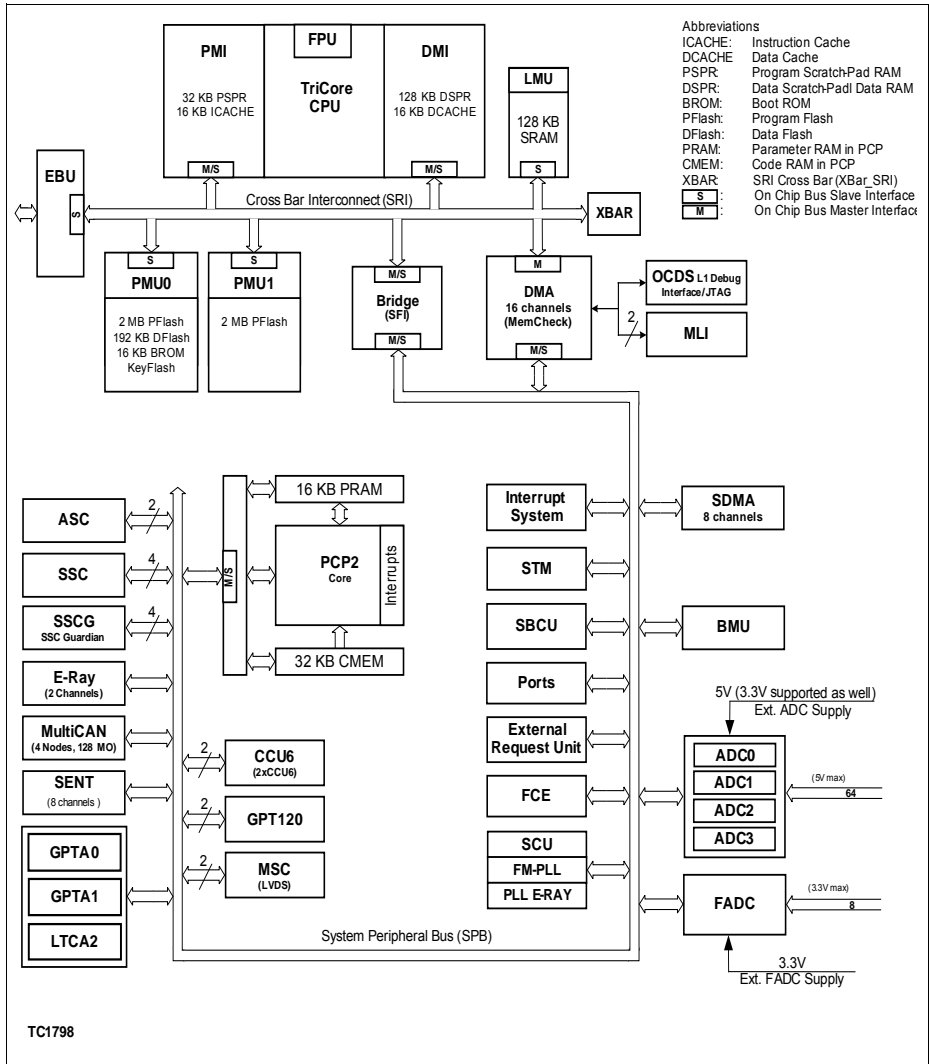 PMI
32 KB PSPR
16 KB ICACHE
M/S
FPU
TriCore
CPU
DMI
128 KB DSPR
16 KB DCACHE
M/S
LMU
128 KB
SRAM
S
Abbreviations:
ICACHE: Instruction Cache
DCACHE Data Cache
PSPR: Program Scratch-Pad RAM
DSPR: Data Scratch-Padl Data RAM
BROM: Boot ROM
PFlash: Program Flash
DFlash: Data Flash
PRAM: Parameter RAM in PCP
CMEM: Code RAM in PCP
XBAR: SRI Cross Bar (XBar_SRI)
S : On Chip Bus Slave Interface
M : On Chip Bus Master Interface
EBU
S
Cross Bar Interconnect (SRI)
XBAR
S
PMU0
2 MB PFlash
192 KB DFlash
16 KB BROM
KeyFlash
S
PMU1
2 MB PFlash
M/S
Bridge
(SFI)
M/S
M
DMA
16 channels
(MemCheck)
M/S
OCDS L1 Debug
Interface/JTAG
2
MLI
ASC
2
SSC
4
SSCG
SSC Guardian
4
E-Ray
(2 Channels)
MultiCAN
(4 Nodes, 128 MO)
SENT
(8 channels )
GPTA0
GPTA1
LTCA2
M/S
16 KB PRAM
PCP2
Core
Interrupts
32 KB CMEM
2
CCU6
(2xCCU6)
2
GPT120
2
MSC
(LVDS)
Interrupt
System
STM
SBCU
Ports
External
Request Unit
FCE
SCU
FM-PLL
PLL E-RAY
SDMA
8 channels
BMU
5V (3.3V supported as well)
Ext. ADC Supply
ADC0
ADC1
ADC2
ADC3
(5V max)
64
FADC
(3.3V max)
8
3.3V
Ext. FADC Supply
System Peripheral Bus (SPB)
TC1798